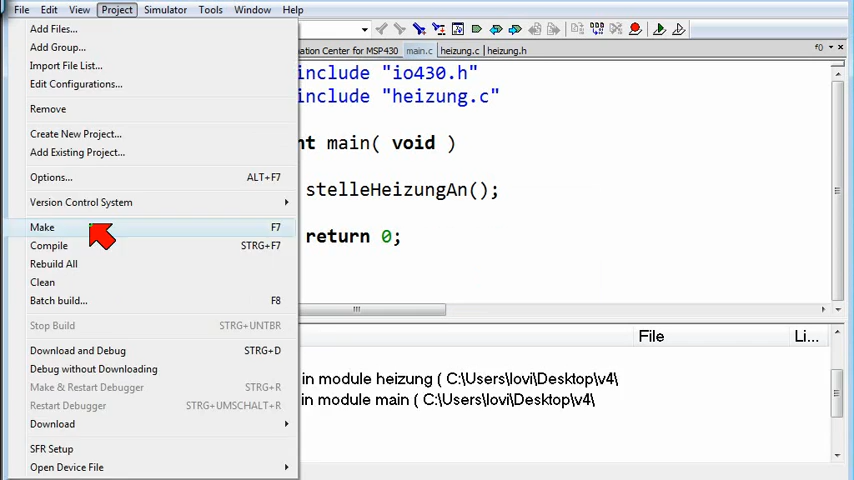 File Edit View Project Simulator Tools Window Help
Add Files...
Add Group...
Import File List...
Edit Configurations...
Remove
Create New Project...
Add Existing Project...
Options... ALT+F7
Version Control System
Make F7
Compile STRG+F7
Rebuild All
Clean
Batch build... F8
Stop Build STRG+UNTBR
Download and Debug STRG+D
Debug without Downloading
Make & Restart Debugger STRG+R
Restart Debugger STRG+UMSCHALT+R
Download
SFR Setup
Open Device File
mation Center for MSP430 main.c heizung.c heizung.h f0
include "io430.h"
include "heizung.c"
nt main( void )
stelleHeizungAn();
return 0;
File Li...
in module heizung ( C:\Users\lovi\Desktop\v4\
in module main ( C:\Users\lovi\Desktop\v4\